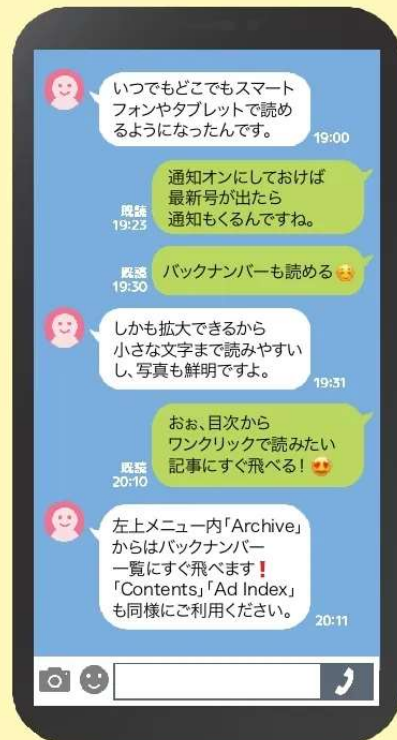 いつでもどこでもスマート
フォンやタブレットで読め
るようになったんです。
19:00
通知オンにしておけば
最新号が出たら
通知もくるんですね。
既読
19:23
バックナンバーも読める🥰
既読
19:30
しかも拡大できるから
小さな文字まで読みやすい
し、写真も鮮明ですよ。
19:31
おぉ、目次から
ワンクリックで読みたい
記事にすぐ飛べる！😍
既読
20:10
左上メニュー内「Archive」
からはバックナンバー
一覧にすぐ飛べます❗
「Contents」「Ad Index」
も同様にご利用ください。
20:11